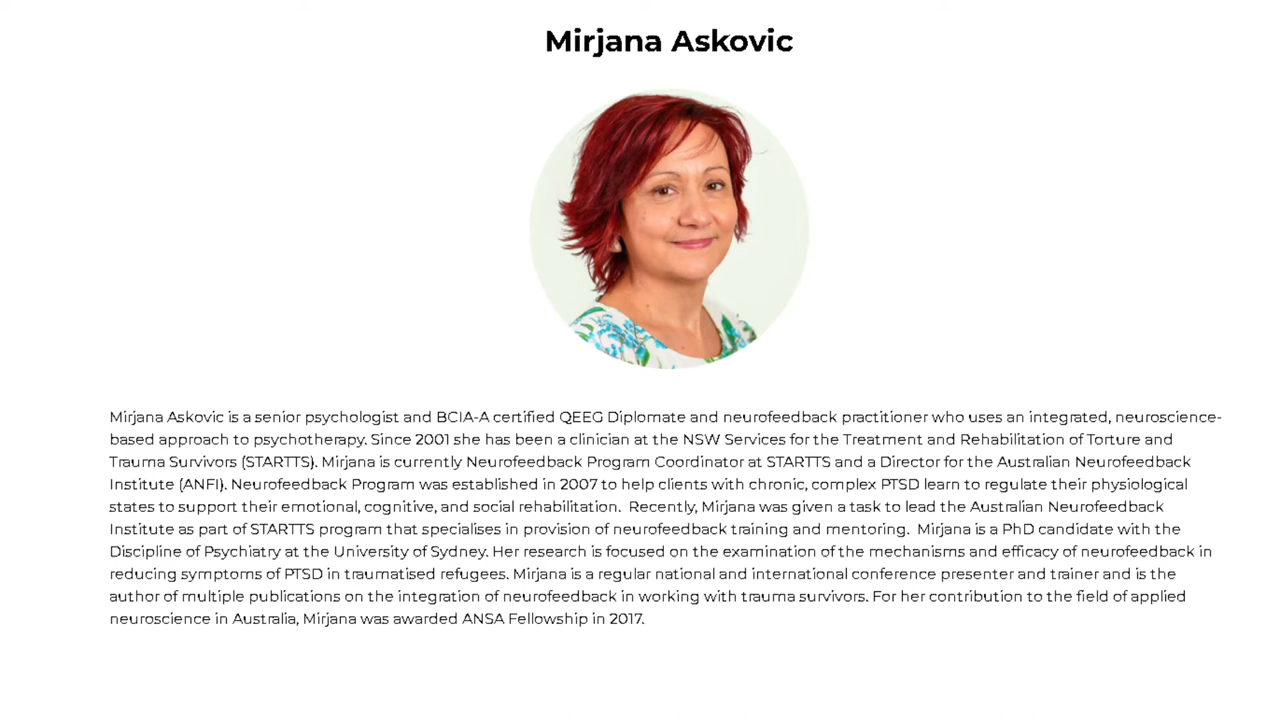 Mirjana Askovic
Mirjana Askovic is a senior psychologist and BCIA-A certified QEEG Diplomate and neurofeedback practitioner who uses an integrated, neuroscience-
based approach to psychotherapy. Since 2001 she has been a clinician at the NSW Services for the Treatment and Rehabilitation of Torture and
Trauma Survivors (STARTTS). Mirjana is currently Neurofeedback Program Coordinator at STARTTS and a Director for the Australian Neurofeedback
Institute (ANFI). Neurofeedback Program was established in 2007 to help clients with chronic, complex PTSD learn to regulate their physiological
states to support their emotional, cognitive, and social rehabilitation.  Recently, Mirjana was given a task to lead the Australian Neurofeedback
Institute as part of STARTTS program that specialises in provision of neurofeedback training and mentoring.  Mirjana is a PhD candidate with the
Discipline of Psychiatry at the University of Sydney. Her research is focused on the examination of the mechanisms and efficacy of neurofeedback in
reducing symptoms of PTSD in traumatised refugees. Mirjana is a regular national and international conference presenter and trainer and is the
author of multiple publications on the integration of neurofeedback in working with trauma survivors. For her contribution to the field of applied
neuroscience in Australia, Mirjana was awarded ANSA Fellowship in 2017.